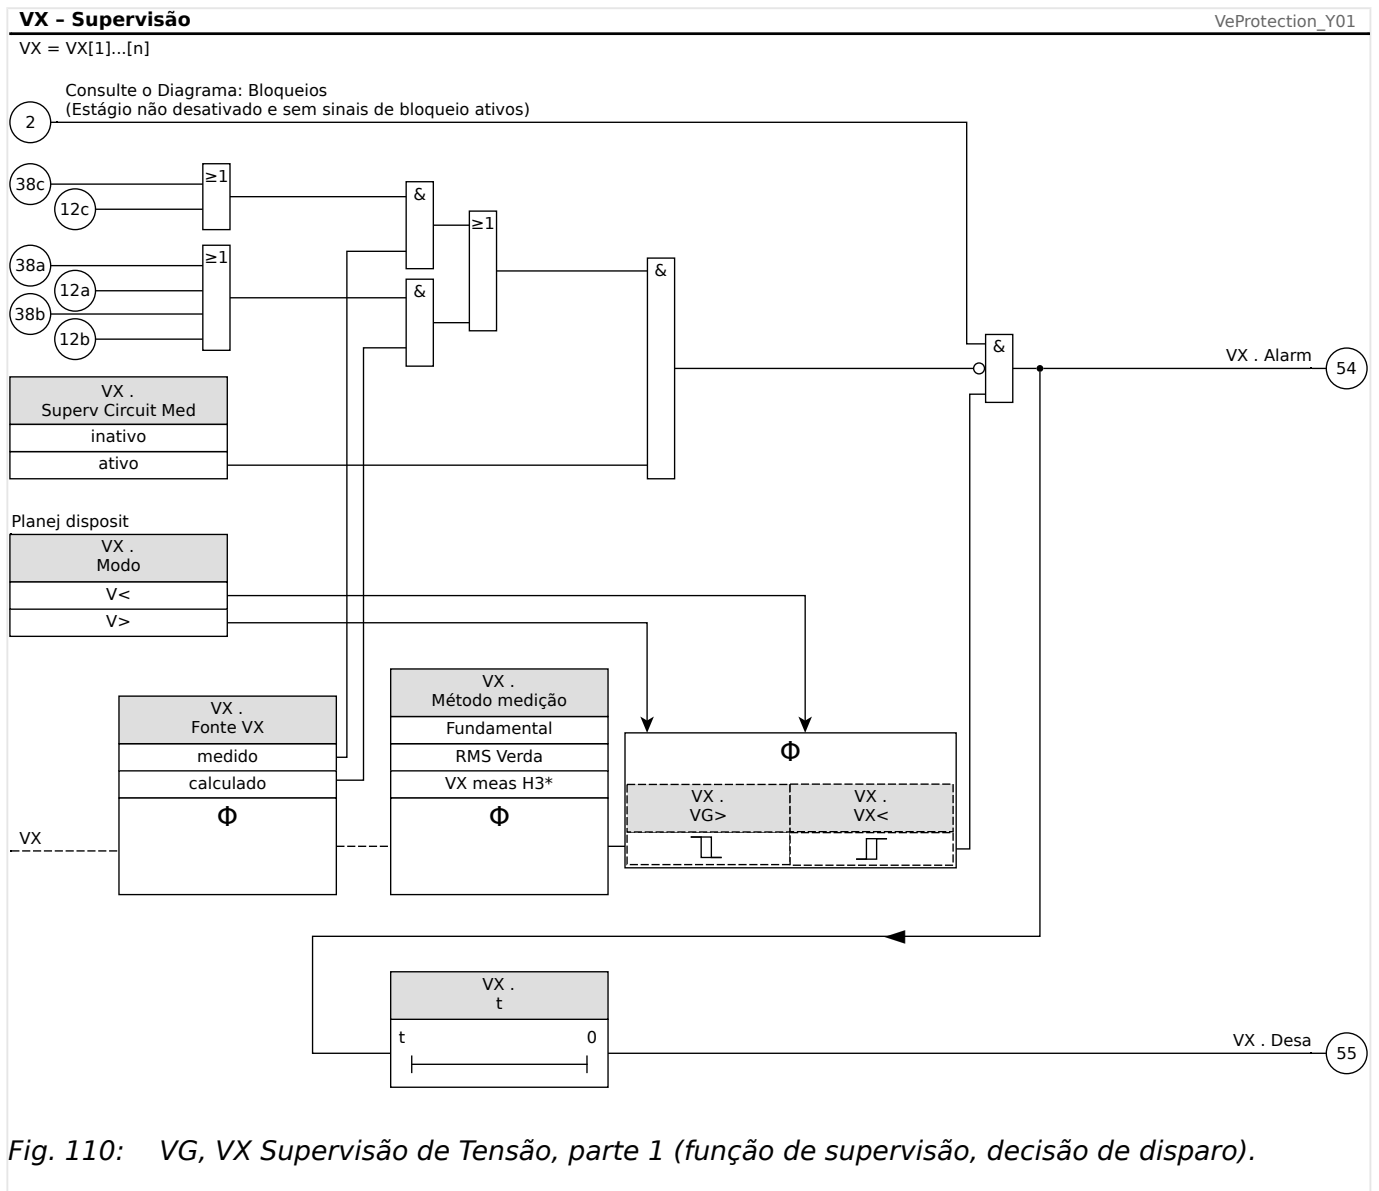 VX – Supervisão
VeProtection_Y01
VX = VX[1]...[n]
Consulte o Diagrama: Bloqueios
(Estágio não desativado e sem sinais de bloqueio ativos)
2
38c
12c
≥1
&
≥1
38a
12a
38b
12b
≥1
&
&
&
VX . Alarm
54
VX .
Superv Circuit Med
inativo
ativo
Planej disposit
VX .
Modo
V<
V>
VX .
Fonte VX
medido
calculado
Φ
VX
VX .
Método medição
Fundamental
RMS Verda
VX meas H3*
Φ
Φ
VX .
VG>
VX .
VX<
VX .
t
t 0
VX . Desa
55
Fig. 110: VG, VX Supervisão de Tensão, parte 1 (função de supervisão, decisão de disparo).